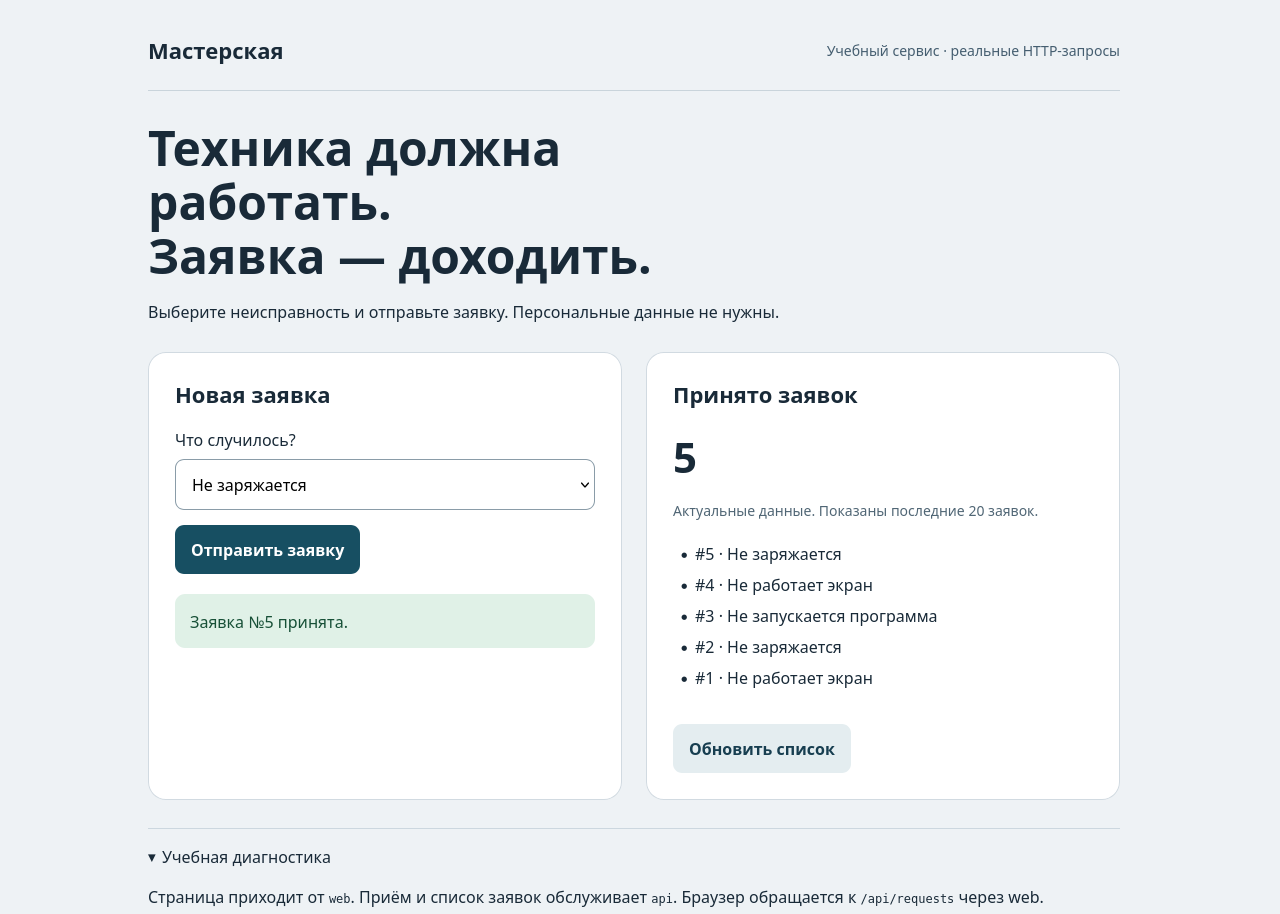 Мастерская
Учебный сервис · реальные HTTP-запросы
Техника должна
работать.
Заявка — доходить.
Выберите неисправность и отправьте заявку. Персональные данные не нужны.
Новая заявка
Что случилось?
Не заряжается
Отправить заявку
Заявка №5 принята.
Принято заявок
5
Актуальные данные. Показаны последние 20 заявок.
• #5 · Не заряжается
• #4 · Не работает экран
• #3 · Не запускается программа
• #2 · Не заряжается
• #1 · Не работает экран
Обновить список
▾ Учебная диагностика
Страница приходит от web. Приём и список заявок обслуживает api. Браузер обращается к /api/requests через web.